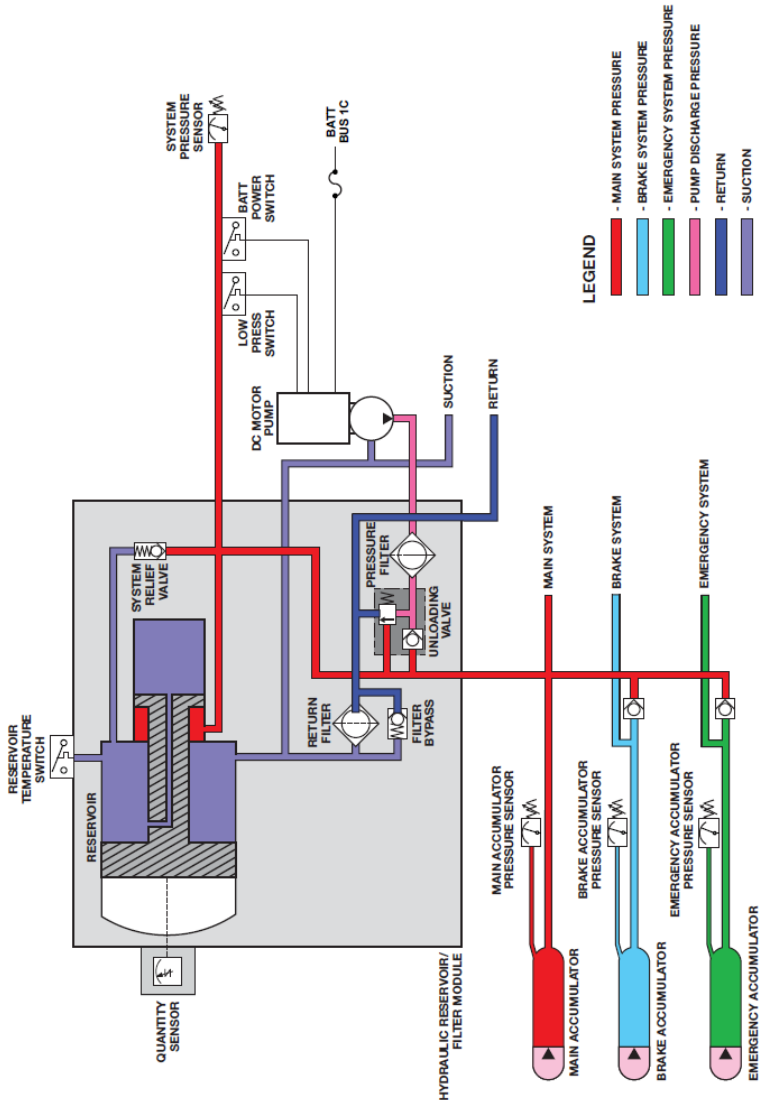 RESERVOIR
TEMPERATURE
SWITCH
SYSTEM
PRESSURE
SENSOR
BATT
POWER
SWITCH
LOW
PRESS
SWITCH
BATT
BUS 1C
DC MOTOR
PUMP
SUCTION
RETURN
SYSTEM
RELIEF
VALVE
RESERVOIR
QUANTITY
SENSOR
PRESSURE
FILTER
UNLOADING
VALVE
RETURN
FILTER
FILTER
BYPASS
HYDRAULIC RESERVOIR/
FILTER MODULE
MAIN ACCUMULATOR
PRESSURE SENSOR
MAIN SYSTEM
MAIN ACCUMULATOR
BRAKE ACCUMULATOR
PRESSURE SENSOR
BRAKE SYSTEM
BRAKE ACCUMULATOR
EMERGENCY ACCUMULATOR
PRESSURE SENSOR
EMERGENCY SYSTEM
EMERGENCY ACCUMULATOR
LEGEND
- MAIN SYSTEM PRESSURE
- BRAKE SYSTEM PRESSURE
- EMERGENCY SYSTEM PRESSURE
- PUMP DISCHARGE PRESSURE
- RETURN
- SUCTION